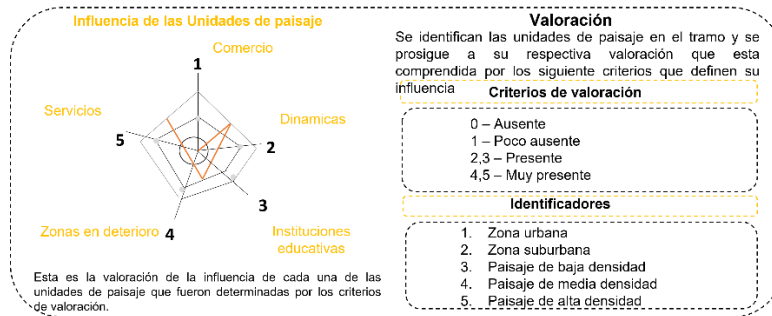 Influencia de las Unidades de paisaje
Comercio
1
Servicios
5
Dinamicas
2
3
Zonas en deterioro
4
Instituciones
educativas
Esta es la valoración de la influencia de cada una de las
unidades de paisaje que fueron determinadas por los criterios
de valoración.
Valoración
Se identifican las unidades de paisaje en el tramo y se
prosigue a su respectiva valoración que esta
comprendida por los siguiente criterios que definen su
influencia
Criterios de valoración
0 – Ausente
1 – Poco ausente
2,3 – Presente
4,5 – Muy presente
Identificadores
1. Zona urbana
2. Zona suburbana
3. Paisaje de baja densidad
4. Paisaje de media densidad
5. Paisaje de alta densidad